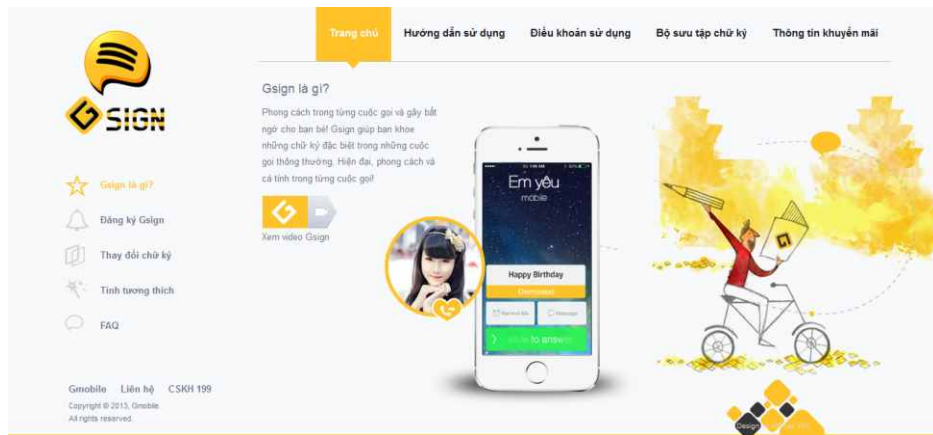 Trang chủ
Hướng dẫn sử dụng
Điều khoản sử dụng
Bộ sưu tập chữ ký
Thông tin khuyến mãi
GSIGN
Gsign là gì?
Đăng ký Gsign
Thay đổi chữ ký
Tính tương thích
FAQ
Gsign là gì?
Phong cách trong từng cuộc gọi và gây bất
ngờ cho bạn bè! Gsign giúp bạn khoe
những chữ ký đặc biệt trong những cuộc
gọi thông thường. Hiện đại, phong cách và
cá tính trong từng cuộc gọi!
Xem video Gsign
Em yêu
mobile
Happy Birthday
Message
to answer
Gmobile
Liên hệ
CSKH 199
Copyright © 2013, Gmobile.
All rights reserved.
Design